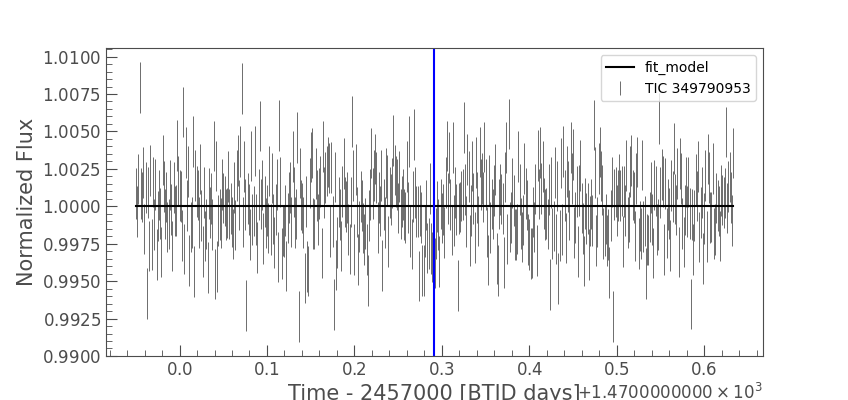 1.0100
1.0075
1.0050
1.0025
1.0000
0.9975
0.9950
0.9925
0.9900
Normalized Flux
fit_model
TIC 349790953
0.0 0.1 0.2 0.3 0.4 0.5 0.6
Time - 2457000 [BTJD days]
+1.4700000000 × 10³